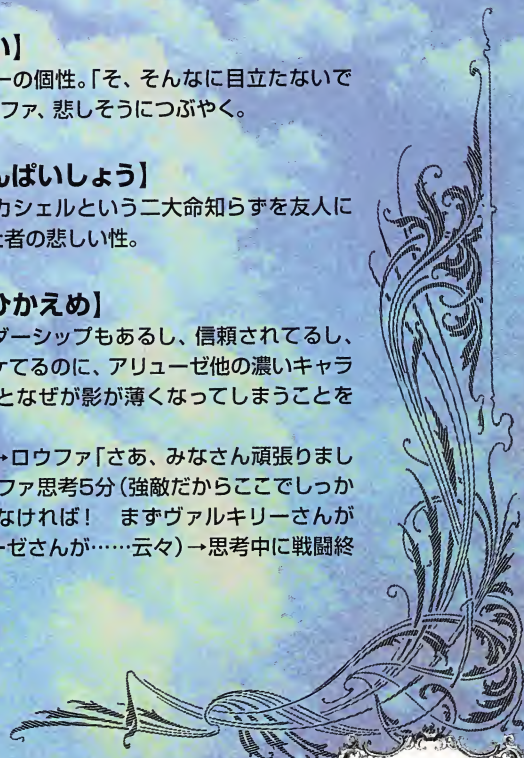 い】
ーの個性。「そ、そんなに目立たないで
ファ、悲しそうにつぶやく。
んぱいしょう】
カシェルという二大命知らずを友人に
た者の悲しい性。
ひかえめ】
ダーシップもあるし、信頼されてるし、
ケてるのに、アリューゼ他の濃いキャラ
となぜか影が薄くなってしまうことを
→ロウファ「さあ、みなさん頑張りまし
ファ思考5分(強敵だからここでしっか
なければ！　まずヴァルキリーさんが
ーゼさんが……云々)→思考中に戦闘終